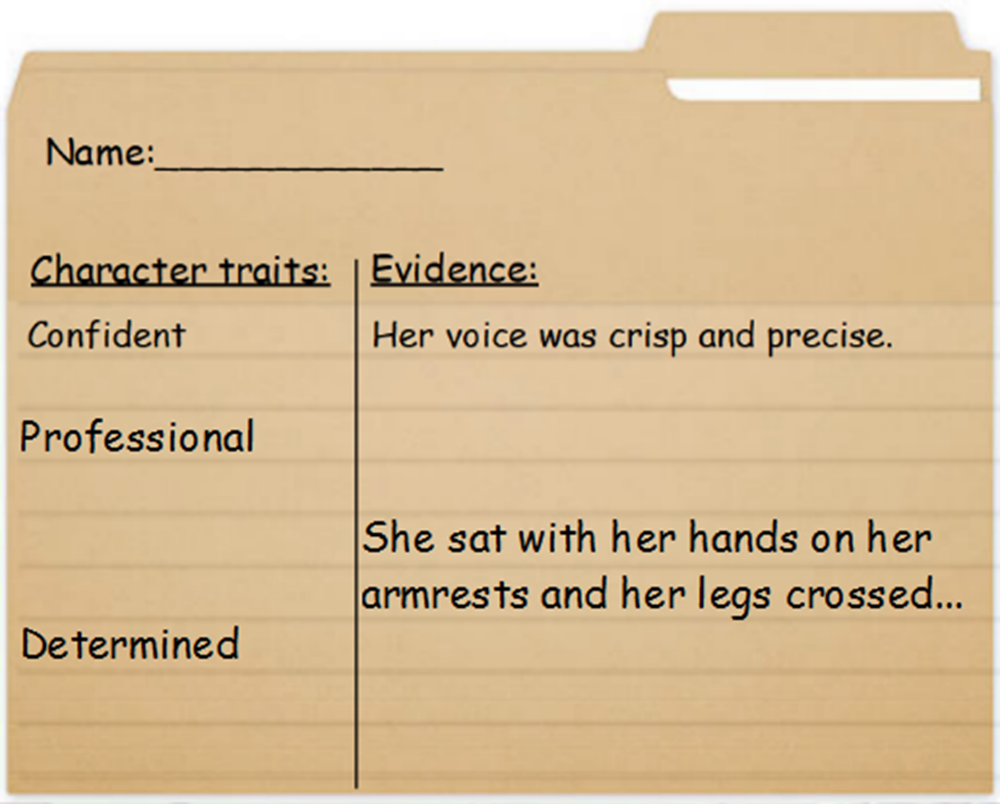 Name:_____________
Character traits: Evidence:
Confident Her voice was crisp and precise.
Professional
She sat with her hands on her
armrests and her legs crossed...
Determined